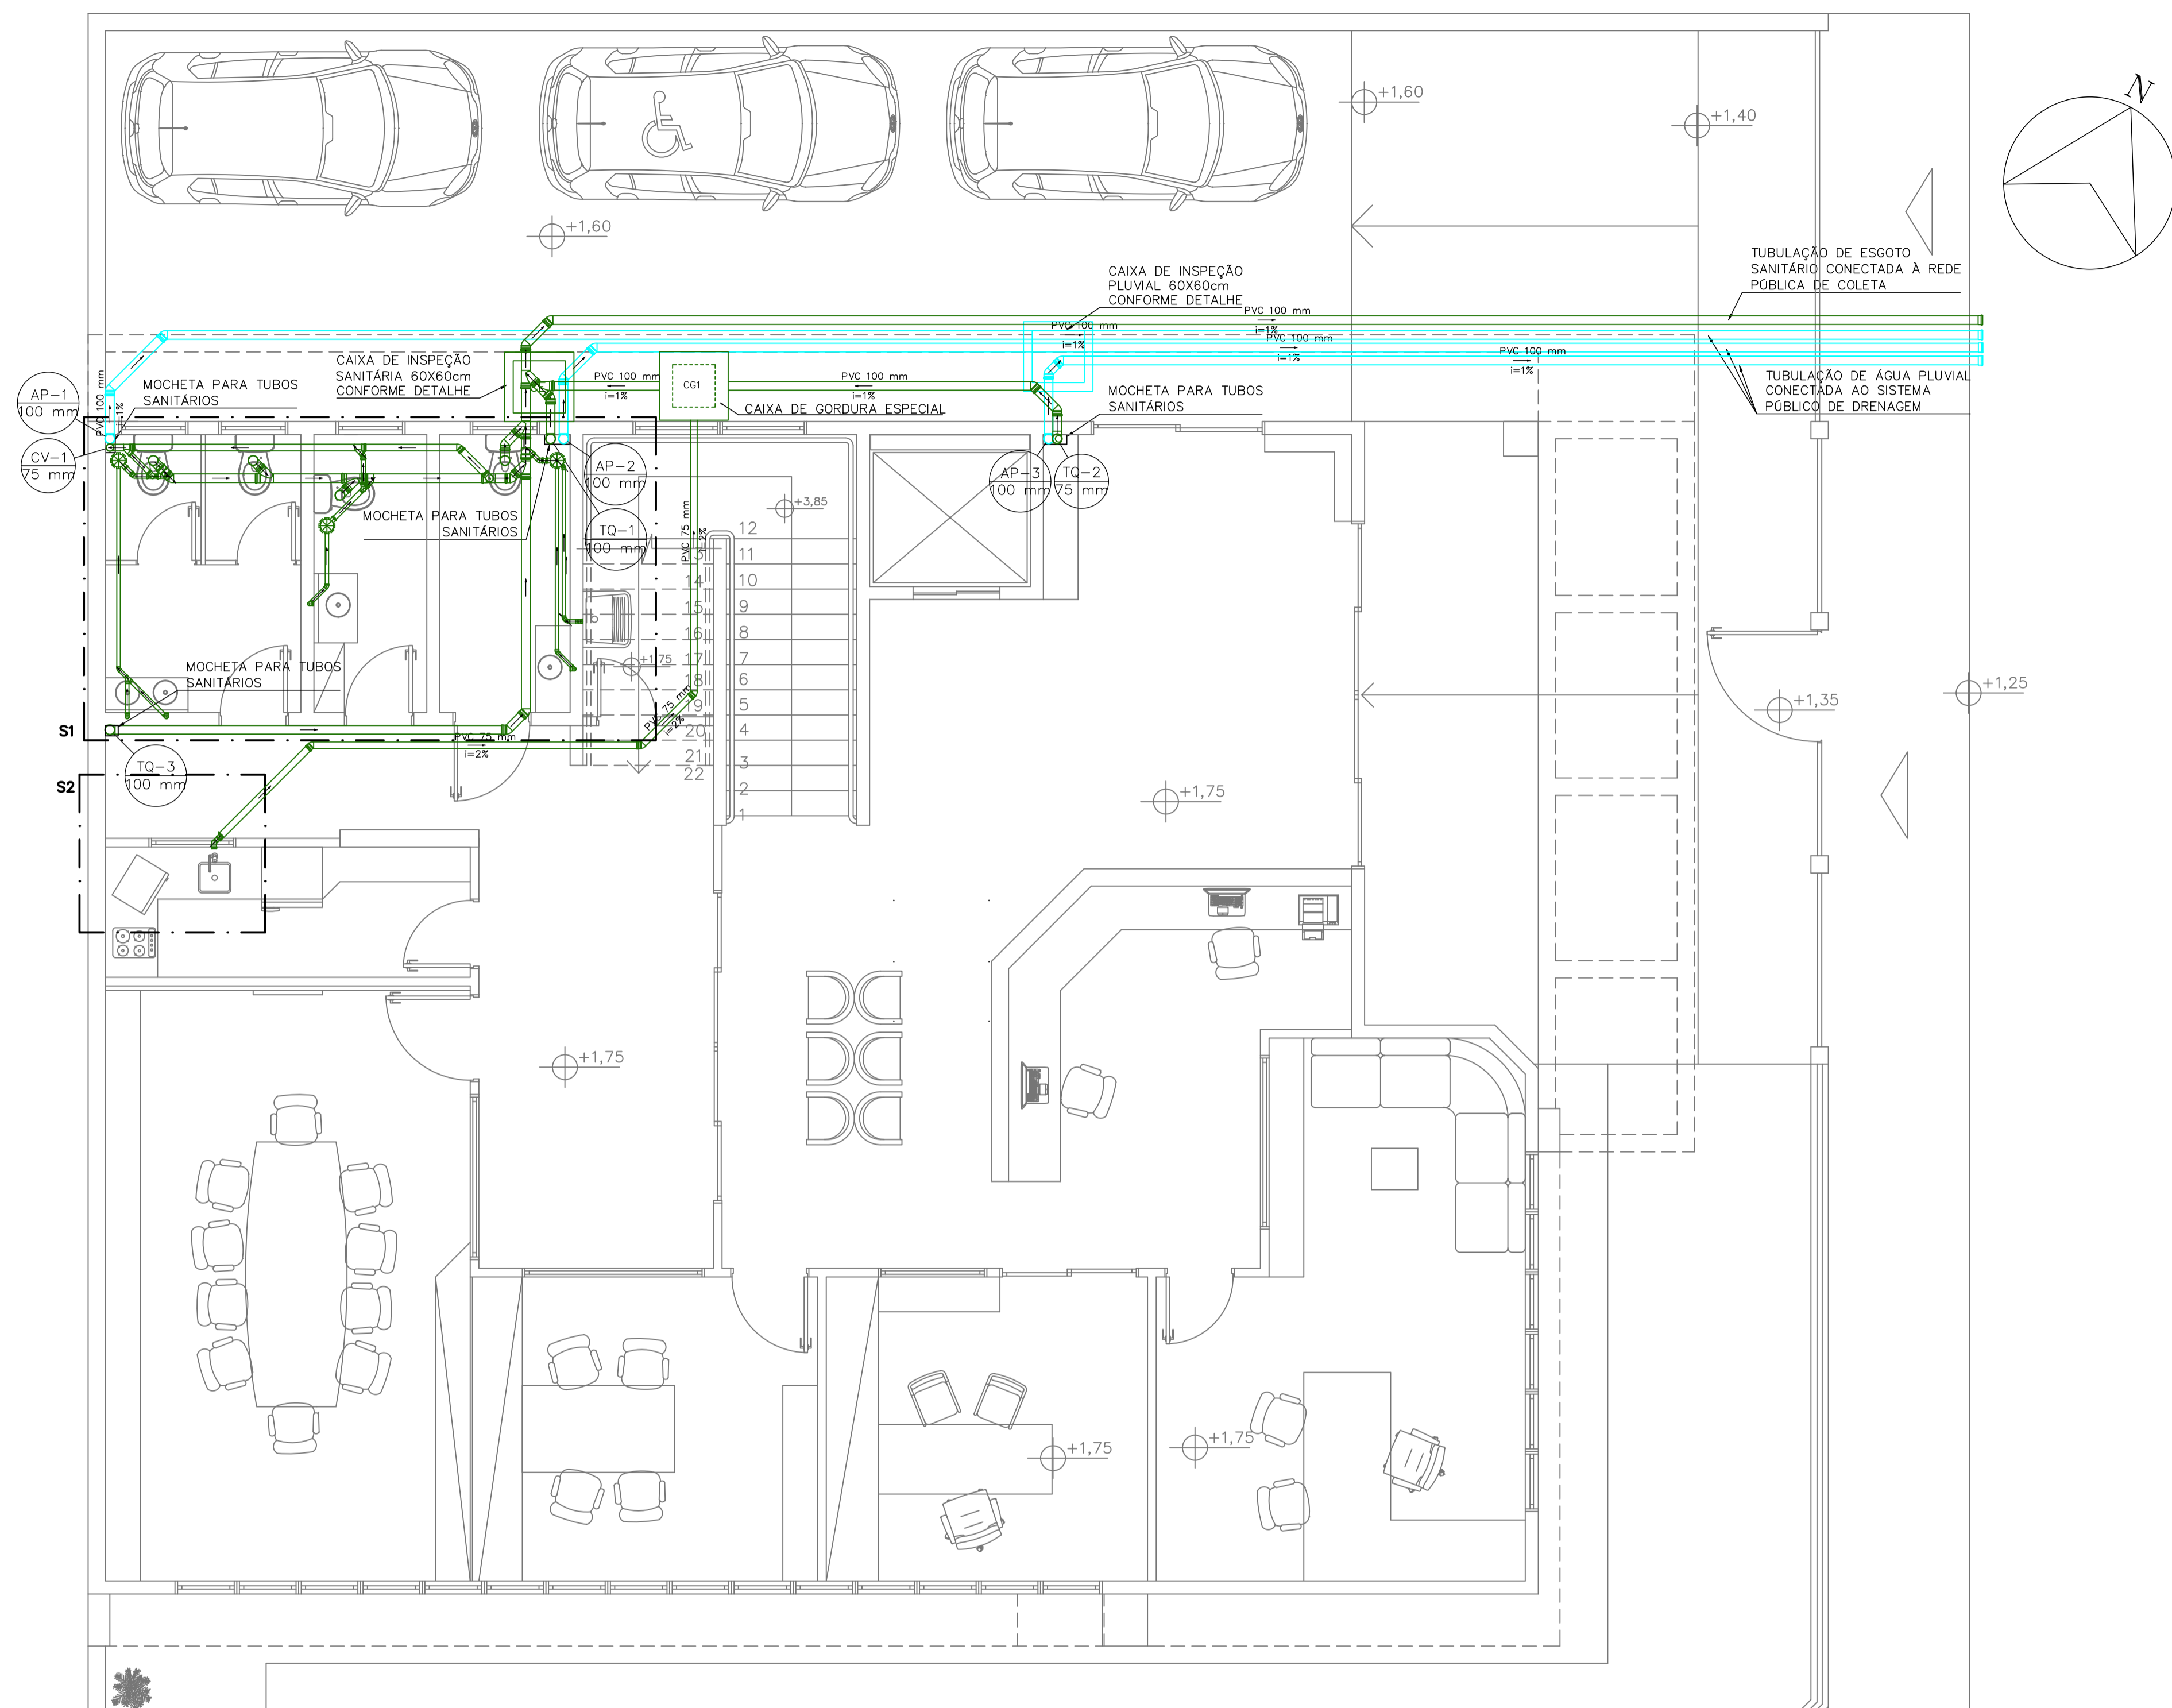 N
+1,60
+1,40
+1,60
TUBULAÇÃO DE ESGOTO
SANITÁRIO CONECTADA À REDE
PÚBLICA DE COLETA
CAIXA DE INSPEÇÃO
PLUVIAL 60X60cm
CONFORME DETALHE
PVC 100 mm
i=1%
PVC 100 mm
i=1%
PVC 100 mm
i=1%
PVC 100 mm
i=1%
CAIXA DE INSPEÇÃO
SANITÁRIA 60X60cm
CONFORME DETALHE
MOCHETA PARA TUBOS
SANITÁRIOS
AP-1
100 mm
PVC 100 mm
i=1%
PVC 100 mm
i=1%
CG1
PVC 100 mm
i=1%
CAIXA DE GORDURA ESPECIAL
MOCHETA PARA TUBOS
SANITÁRIOS
TUBULAÇÃO DE ÁGUA PLUVIAL
CONECTADA AO SISTEMA
PÚBLICO DE DRENAGEM
CV-1
75 mm
AP-2
100 mm
AP-3
100 mm
TQ-2
75 mm
MOCHETA PARA TUBOS
SANITÁRIOS
TQ-1
100 mm
+3,85
PVC 75 mm
i=2%
12
13
11
14
10
15
9
16
8
17
7
18
6
19
5
20
4
21
3
22
2
1
+1,75
MOCHETA PARA TUBOS
SANITÁRIOS
PVC 75 mm
i=2%
+1,25
+1,35
S1
PVC 75 mm
i=2%
TQ-3
100 mm
S2
+1,75
+1,75
+1,75
+1,75